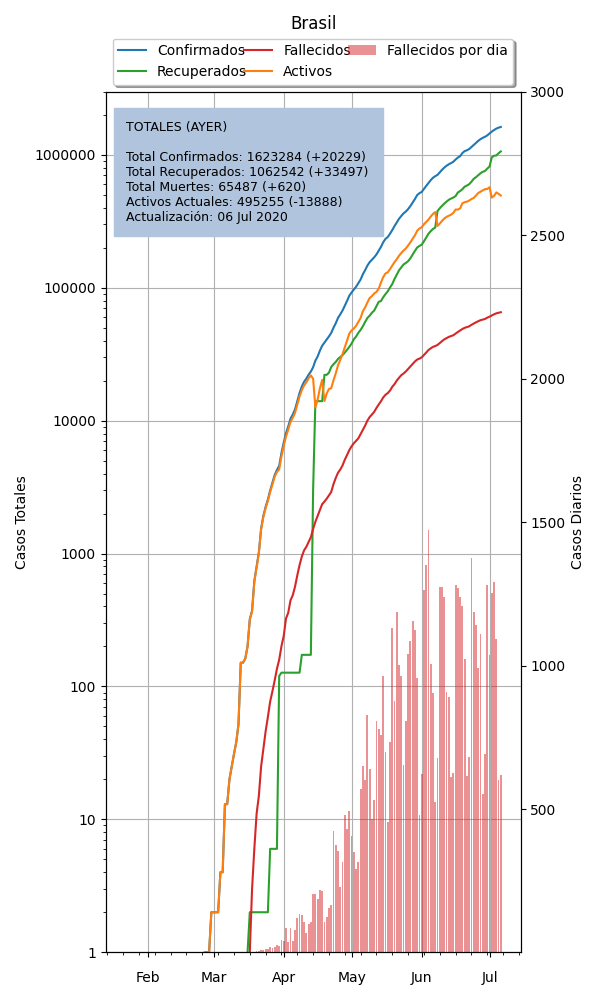 Brasil
Confirmados
Recuperados
Fallecidos
Activos
Fallecidos por dia
TOTALES (AYER)
Total Confirmados: 1623284 (+20229)
Total Recuperados: 1062542 (+33497)
Total Muertes: 65487 (+620)
Activos Actuales: 495255 (-13888)
Actualización: 06 Jul 2020
1000000
100000
10000
1000
100
10
1
Casos Totales
3000
2500
2000
1500
1000
500
Casos Diarios
Feb Mar Apr May Jun Jul